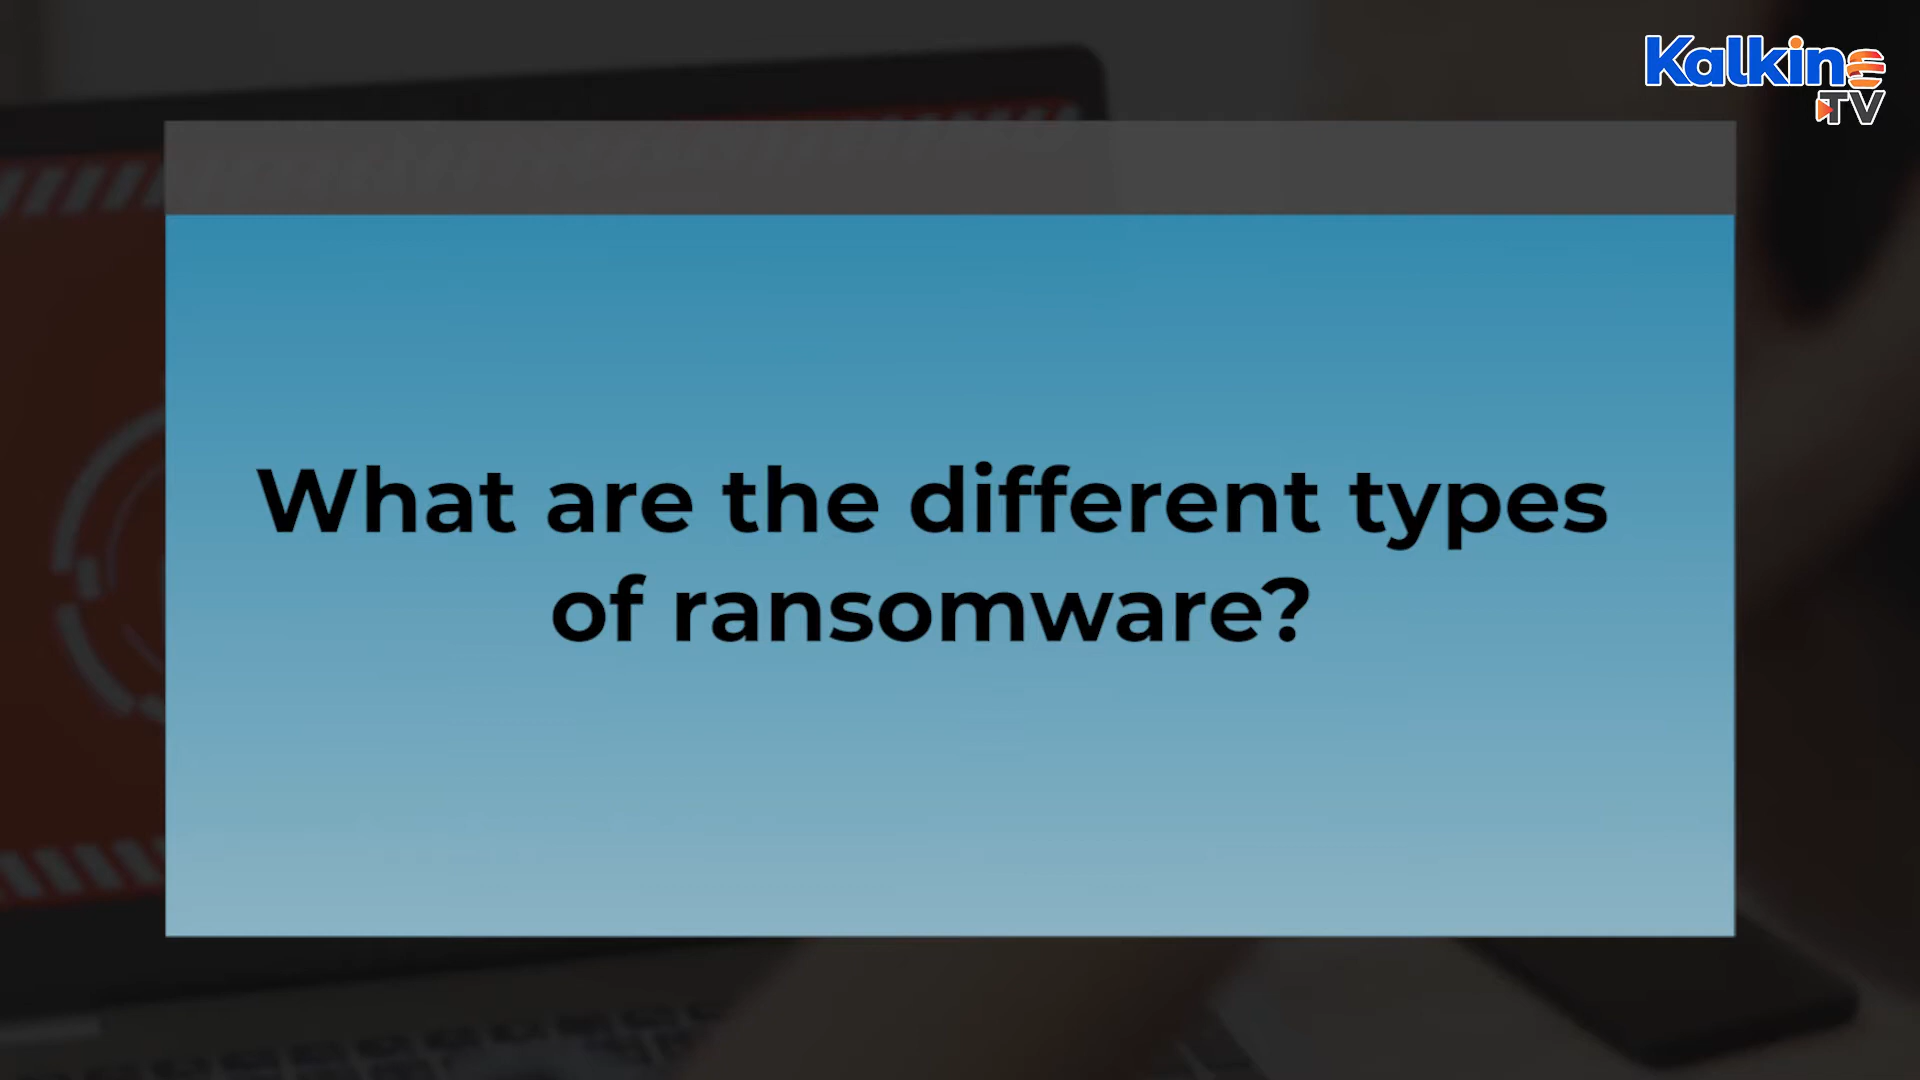 Kalkine
TV
What are the different types
of ransomware?